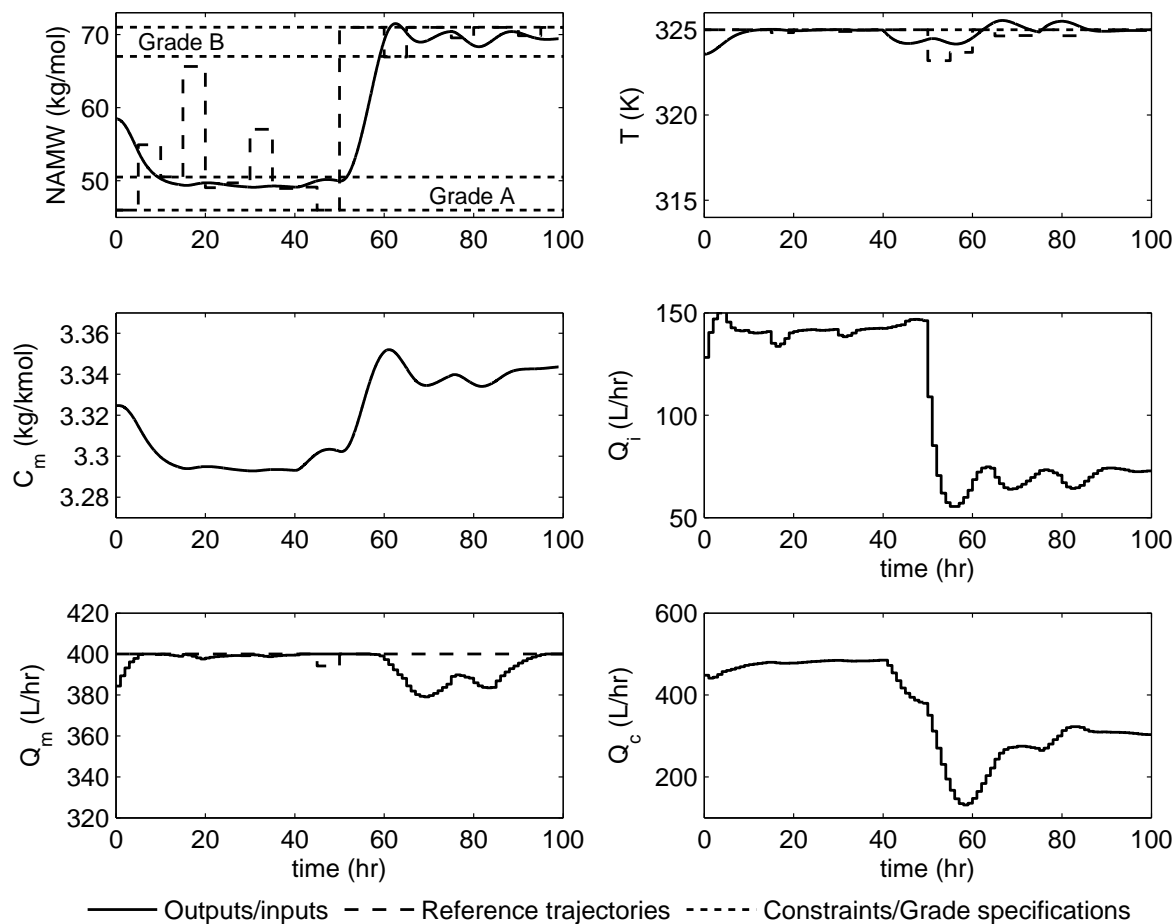 NAMW (kg/mol)
70
60
50
Grade B
Grade A
0 20 40 60 80 100
T (K)
325
320
315
0 20 40 60 80 100
C_m (kg/kmol)
3.36
3.34
3.32
3.3
3.28
0 20 40 60 80 100
Q_i (L/hr)
150
100
50
0 20 40 60 80 100
time (hr)
Q_m (L/hr)
420
400
380
360
340
320
0 20 40 60 80 100
time (hr)
Q_c (L/hr)
600
400
200
0 20 40 60 80 100
time (hr)
Outputs/inputs
Reference trajectories
Constraints/Grade specifications